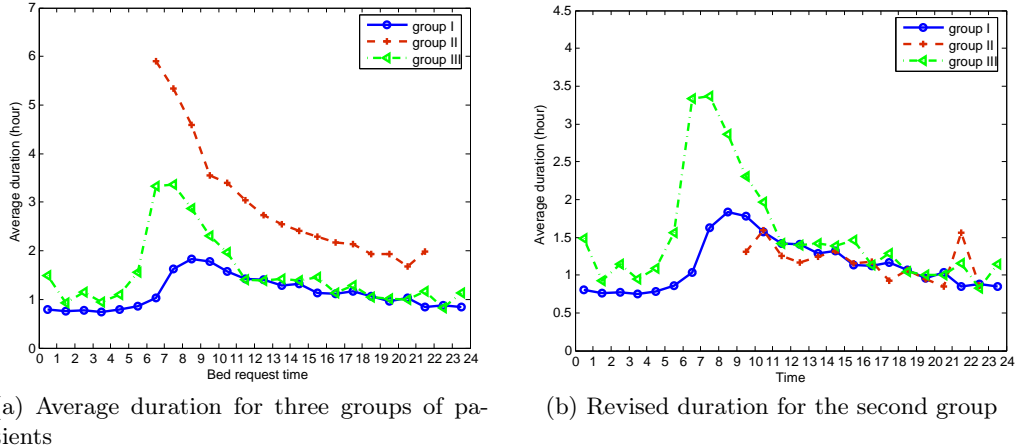 7
6
5
4
3
2
1
0
Average duration (hour)
group I
group II
group III
0 1 2 3 4 5 6 7 8 9 10 11 12 13 14 15 16 17 18 19 20 21 22 23 24
Bed request time
a) Average duration for three groups of pa-
tients
4.5
4
3.5
3
2.5
2
1.5
1
0.5
0
Average duration (hour)
group I
group II
group III
0 1 2 3 4 5 6 7 8 9 10 11 12 13 14 15 16 17 18 19 20 21 22 23 24
Time
(b) Revised duration for the second group